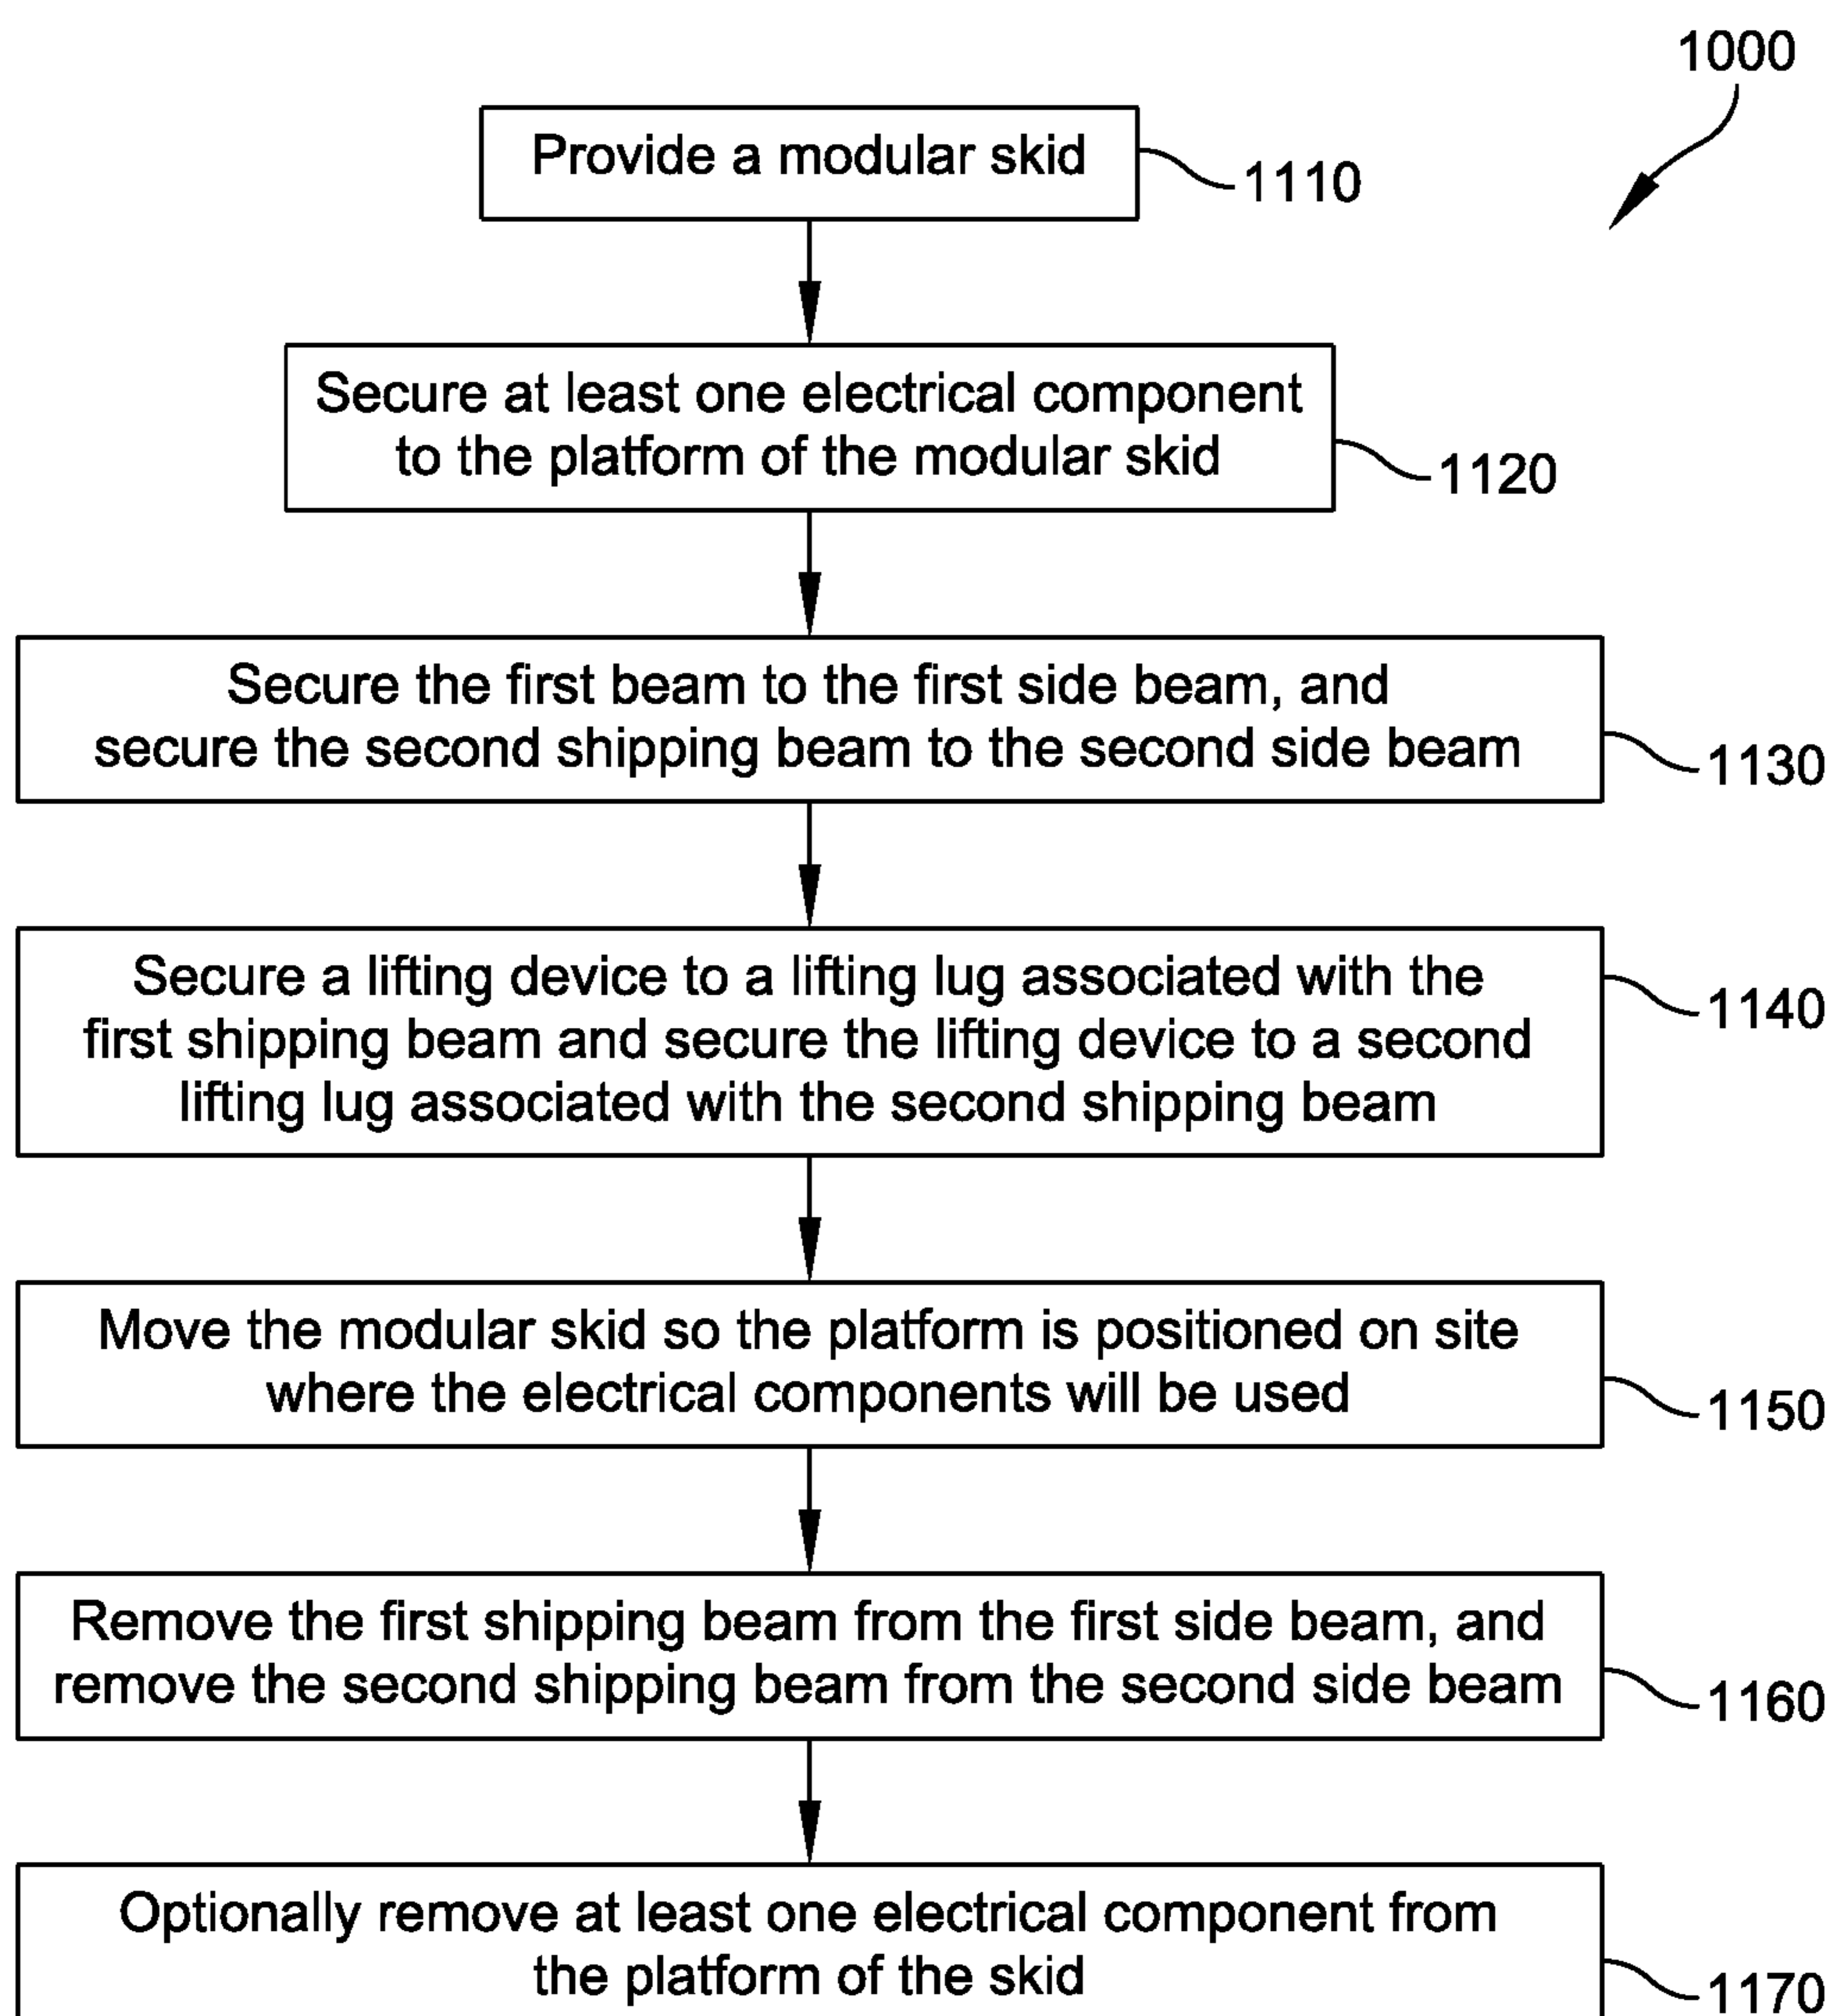 1000
Provide a modular skid
1110
Secure at least one electrical component
to the platform of the modular skid
1120
Secure the first beam to the first side beam, and
secure the second shipping beam to the second side beam
1130
Secure a lifting device to a lifting lug associated with the
first shipping beam and secure the lifting device to a second
lifting lug associated with the second shipping beam
1140
Move the modular skid so the platform is positioned on site
where the electrical components will be used
1150
Remove the first shipping beam from the first side beam, and
remove the second shipping beam from the second side beam
1160
Optionally remove at least one electrical component from
the platform of the skid
1170